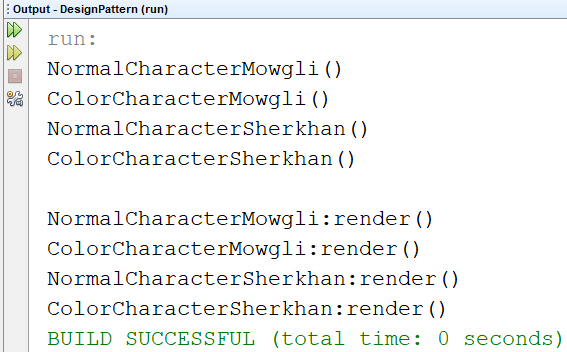 Output - DesignPattern (run)
run:
NormalCharacterMowgli()
ColorCharacterMowgli()
NormalCharacterSherkhan()
ColorCharacterSherkhan()
NormalCharacterMowgli:render()
ColorCharacterMowgli:render()
NormalCharacterSherkhan:render()
ColorCharacterSherkhan:render()
BUILD SUCCESSFUL (total time: 0 seconds)